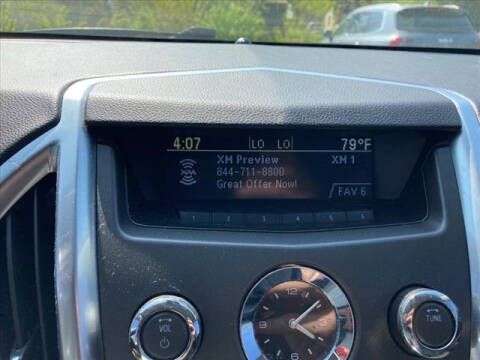 4:07 LO LO 79°F
XM Preview XM 1
844-711-8800
Great Offer Now!
FAV 6
1 2 3 4 5 6
VOL
TUNE